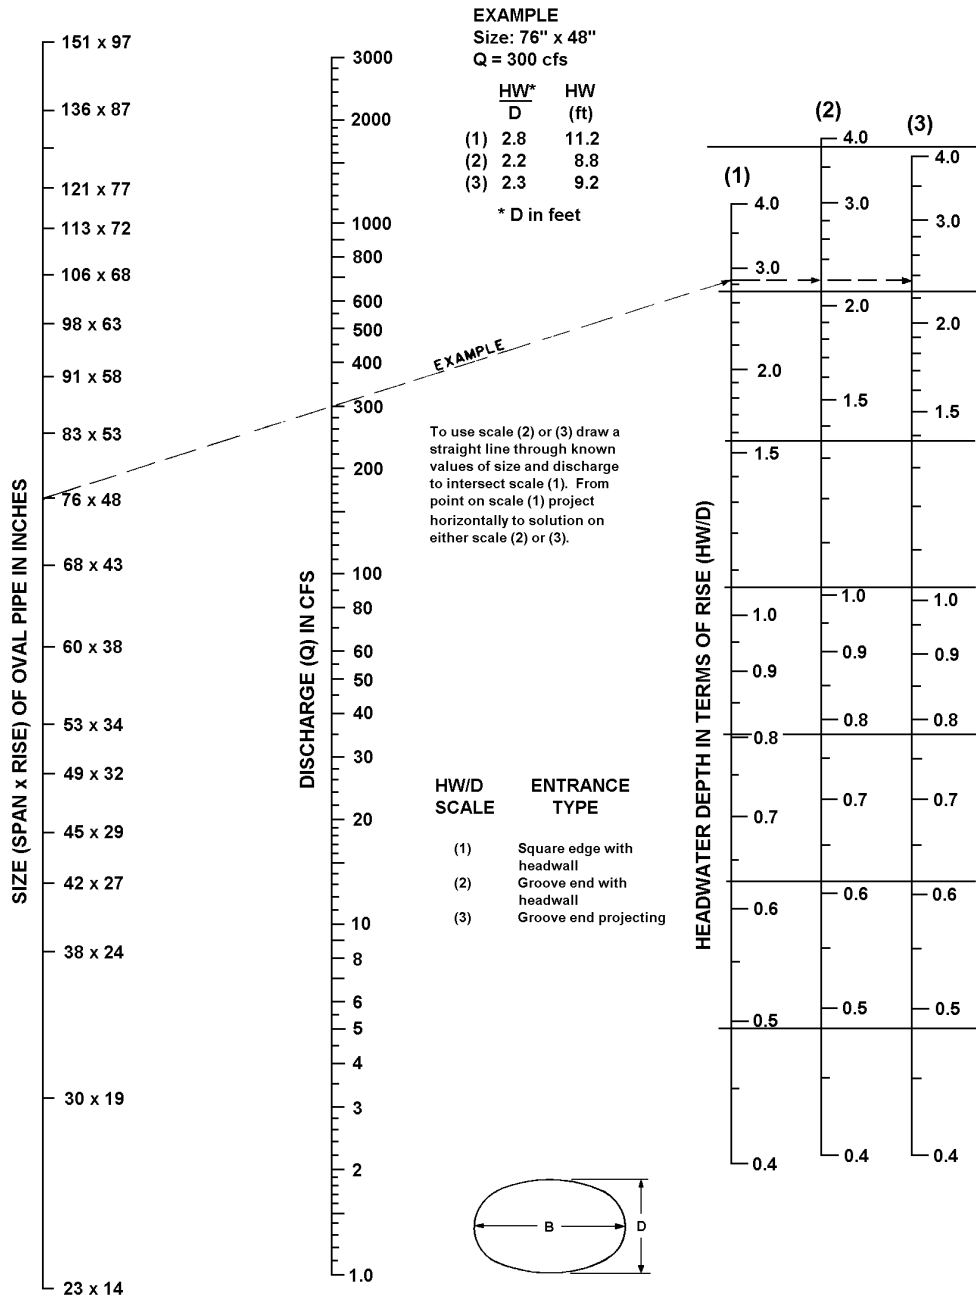 EXAMPLE
Size: 76" x 48"
Q = 300 cfs
HW* HW
D (ft)
(1) 2.8 11.2
(2) 2.2 8.8
(3) 2.3 9.2
* D in feet
SIZE (SPAN x RISE) OF OVAL PIPE IN INCHES
151 x 97
136 x 87
121 x 77
113 x 72
106 x 68
98 x 63
91 x 58
83 x 53
76 x 48
68 x 43
60 x 38
53 x 34
49 x 32
45 x 29
42 x 27
38 x 24
30 x 19
23 x 14
DISCHARGE (Q) IN CFS
3000
2000
1000
800
600
500
400
300
200
100
80
60
50
40
30
20
10
8
6
5
4
3
2
1.0
EXAMPLE
To use scale (2) or (3) draw a
straight line through known
values of size and discharge
to intersect scale (1). From
point on scale (1) project
horizontally to solution on
either scale (2) or (3).
HW/D ENTRANCE
SCALE TYPE
(1) Square edge with
headwall
(2) Groove end with
headwall
(3) Groove end projecting
B
D
HEADWATER DEPTH IN TERMS OF RISE (HW/D)
(1)
4.0
3.0
2.0
1.5
1.0
0.9
0.8
0.7
0.6
0.5
0.4
(2)
4.0
3.0
2.0
1.5
1.0
0.9
0.8
0.7
0.6
0.5
0.4
(3)
4.0
3.0
2.0
1.5
1.0
0.9
0.8
0.7
0.6
0.5
0.4